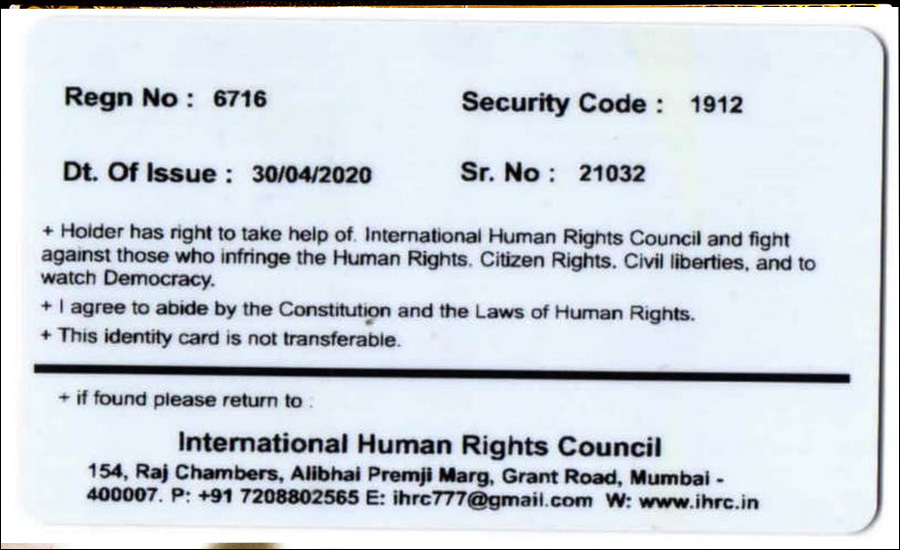 Regn No : 6716
Security Code : 1912
Dt. Of Issue : 30/04/2020
Sr. No : 21032
+ Holder has right to take help of. International Human Rights Council and fight
against those who infringe the Human Rights. Citizen Rights. Civil liberties, and to
watch Democracy.
+ I agree to abide by the Constitution and the Laws of Human Rights.
+ This identity card is not transferable.
+ if found please return to :
International Human Rights Council
154, Raj Chambers, Alibhai Premji Marg, Grant Road, Mumbai -
400007. P: +91 7208802565 E: ihrc777@gmail.com W: www.ihrc.in